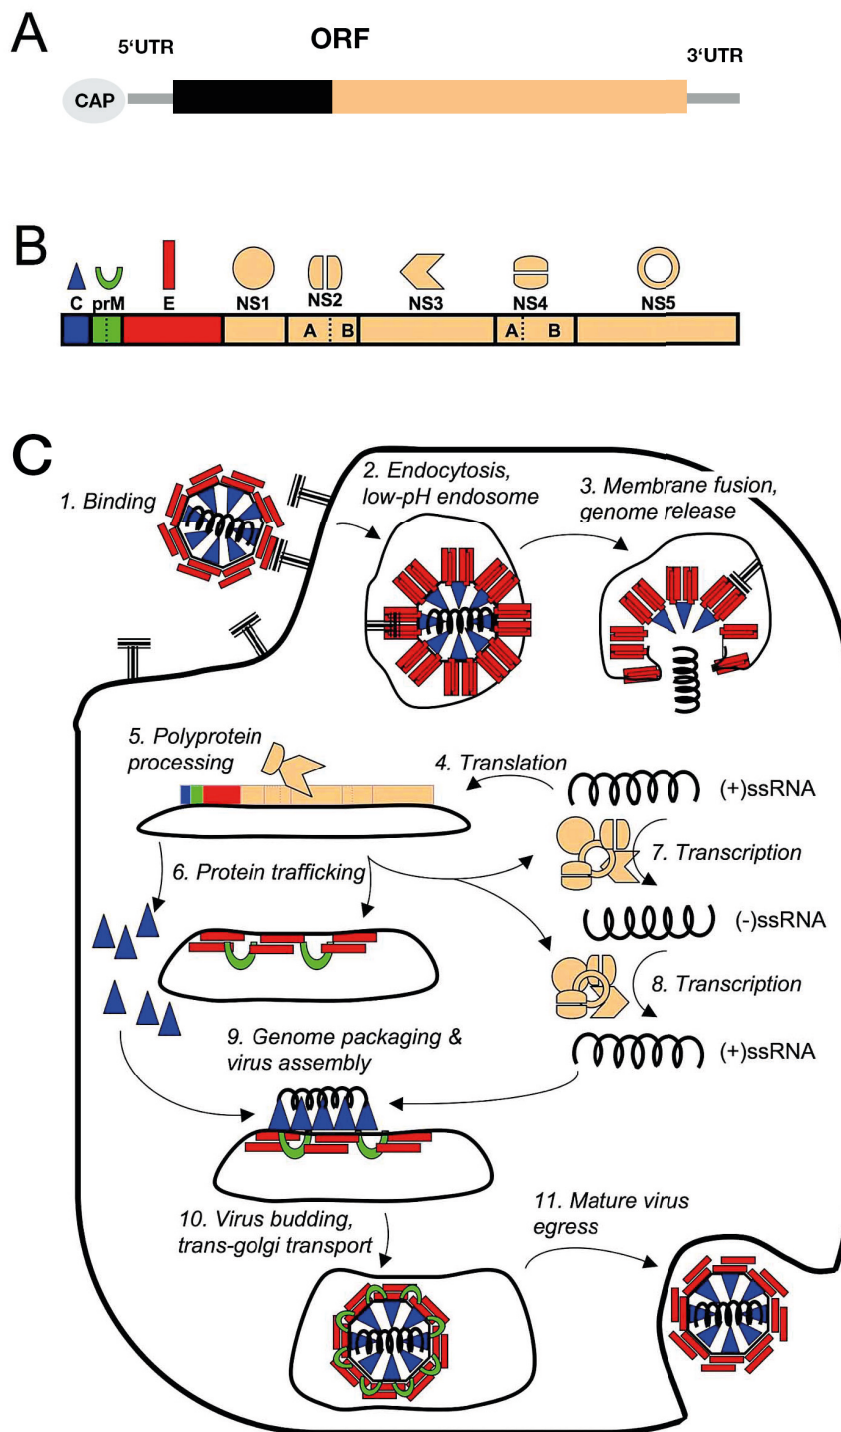 A
5‘UTR
ORF
3‘UTR
CAP
B
C
prM
E
NS1
NS2
NS3
NS4
NS5
A
B
A
B
C
1. Binding
2. Endocytosis,
low-pH endosome
3. Membrane fusion,
genome release
5. Polyprotein
processing
4. Translation
(+)ssRNA
6. Protein trafficking
7. Transcription
(-)ssRNA
8. Transcription
9. Genome packaging &
virus assembly
(+)ssRNA
10. Virus budding,
trans-golgi transport
11. Mature virus
egress